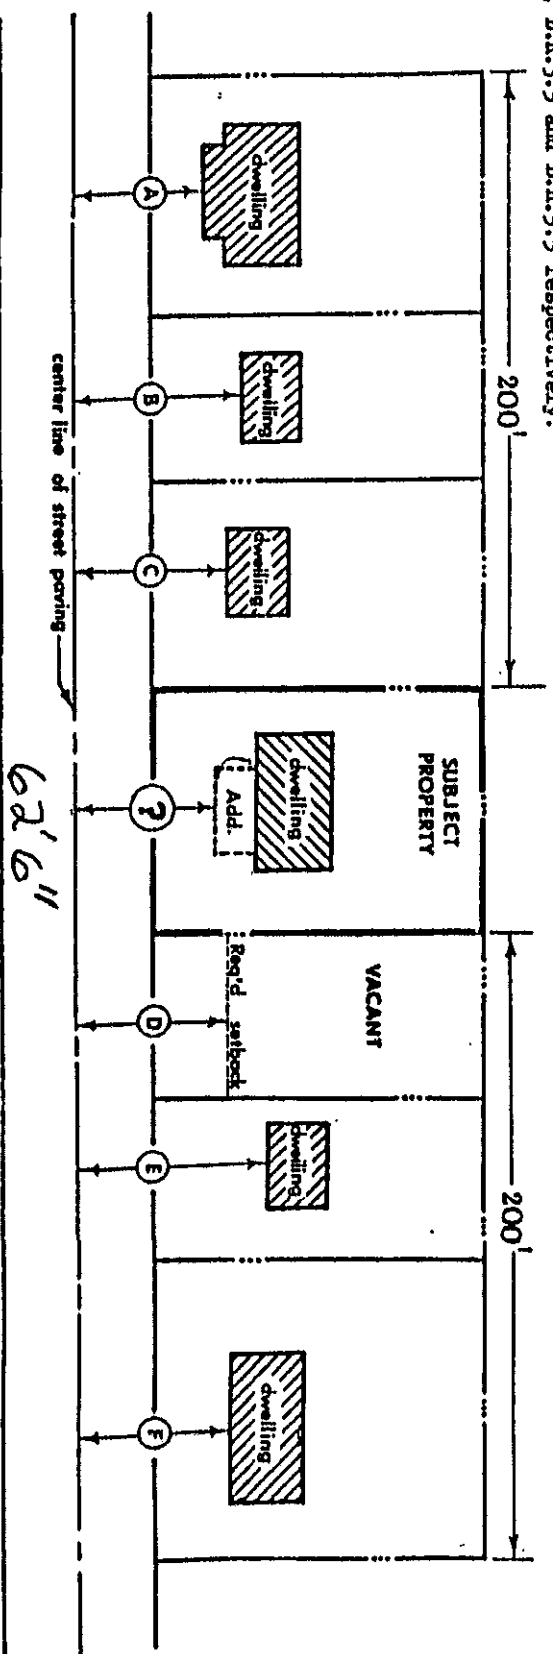 200'
200'
SUBJECT
PROPERTY
VACANT
dwelling
dwelling
dwelling
dwelling
Add.
Req'd setback
dwelling
dwelling
A
B
C
?
D
E
F
center line of street paving
62'6"